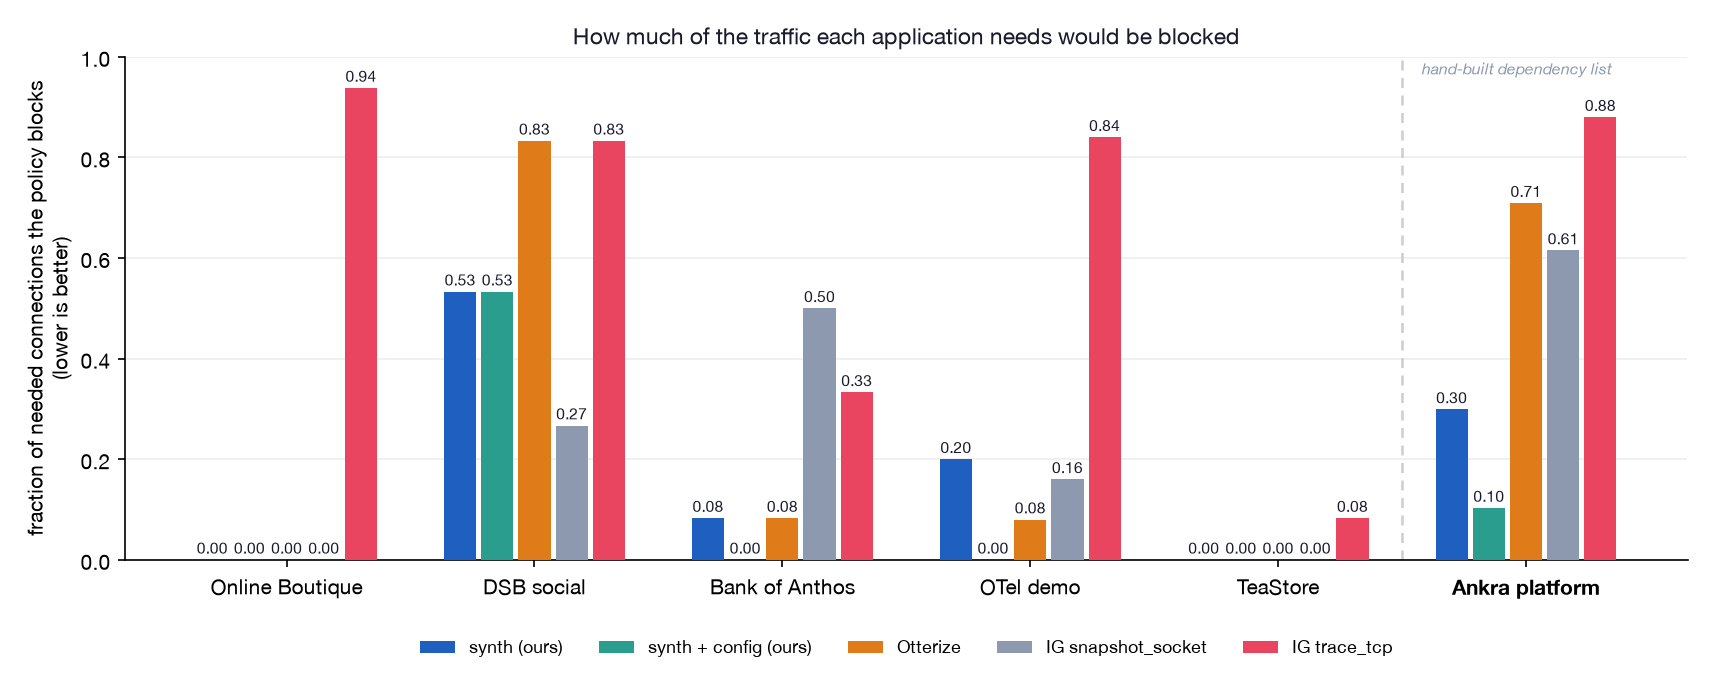 How much of the traffic each application needs would be blocked
hand-built dependency list
fraction of needed connections the policy blocks
(lower is better)
1.0
0.8
0.6
0.4
0.2
0.0
0.00 0.00 0.00 0.00 0.94
0.53 0.53 0.83 0.27 0.83
0.08 0.00 0.08 0.50 0.33
0.20 0.00 0.08 0.16 0.84
0.00 0.00 0.00 0.00 0.08
0.30 0.10 0.71 0.61 0.88
Online Boutique DSB social Bank of Anthos OTel demo TeaStore Ankra platform
synth (ours) synth + config (ours) Otterize IG snapshot_socket IG trace_tcp